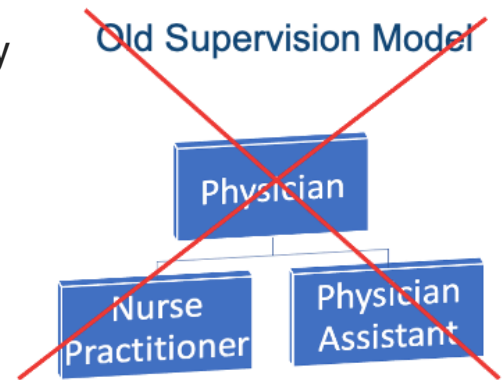 y
Old Supervision Model
Physician
Nurse
Practitioner
Physician
Assistant